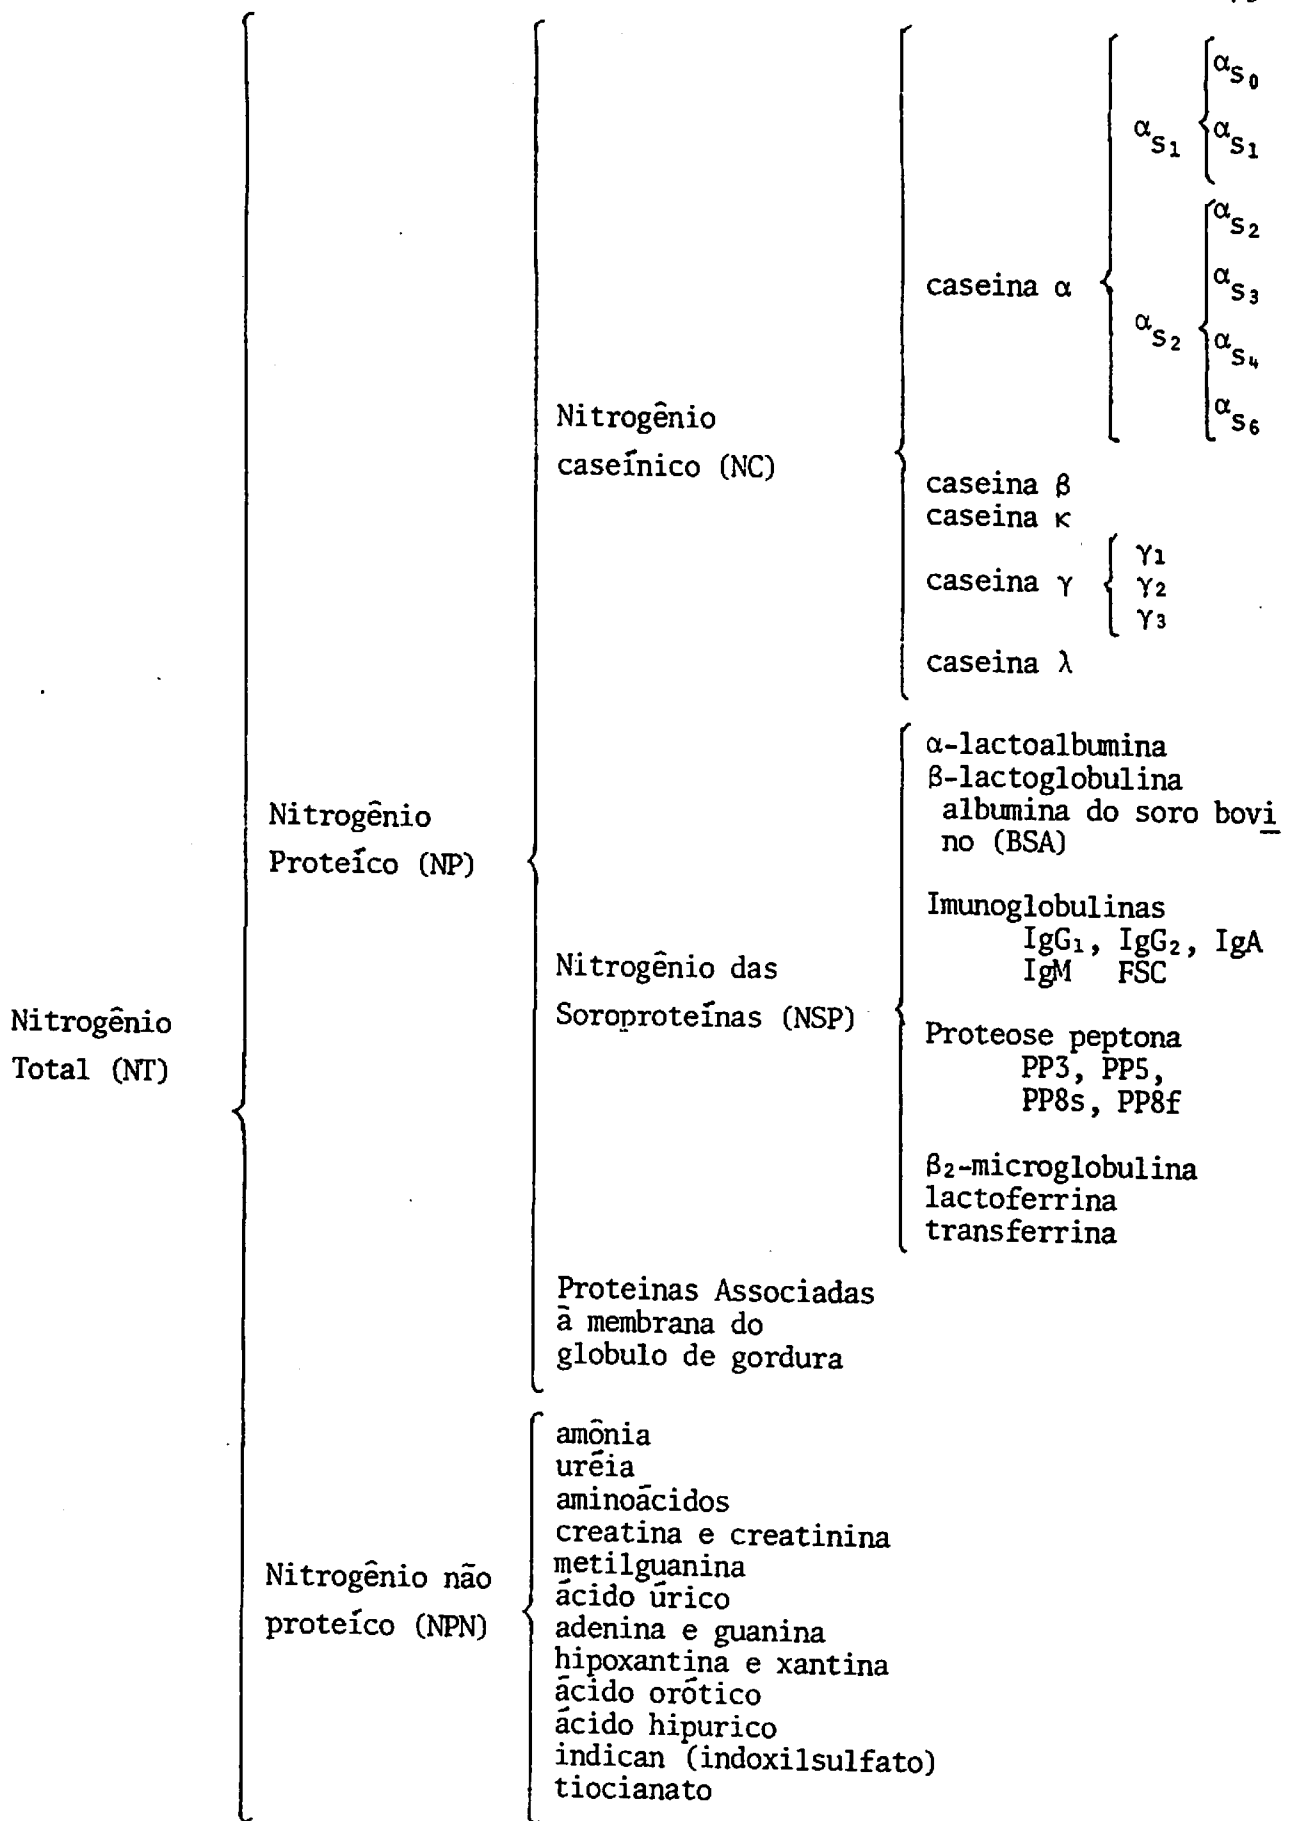 Nitrogênio
Total (NT)
Nitrogênio
Proteíco (NP)
Nitrogênio
caseínico (NC)
caseina α
αS1
αS0
αS1
αS2
αS2
αS3
αS4
αS6
caseina β
caseina κ
caseina γ
γ1
γ2
γ3
caseina λ
Nitrogênio das
Soroproteínas (NSP)
α-lactoalbumina
β-lactoglobulina
albumina do soro bovi
no (BSA)
Imunoglobulinas
IgG1, IgG2, IgA
IgM FSC
Proteose peptona
PP3, PP5,
PP8s, PP8f
β2-microglobulina
lactoferrina
transferrina
Proteinas Associadas
à membrana do
globulo de gordura
Nitrogênio não
proteíco (NPN)
amônia
uréia
aminoácidos
creatina e creatinina
metilguanina
ácido úrico
adenina e guanina
hipoxantina e xantina
ácido orótico
ácido hipurico
indican (indoxilsulfato)
tiocianato